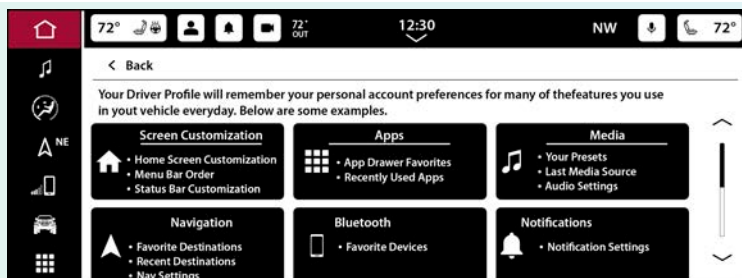 72° 72° OUT 12:30 NW 72°
< Back
Your Driver Profile will remember your personal account preferences for many of thefeatures you use
in yout vehicle everyday. Below are some examples.
NE
Screen Customization
• Home Screen Customization
• Menu Bar Order
• Status Bar Customization
Apps
• App Drawer Favorites
• Recently Used Apps
Media
• Your Presets
• Last Media Source
• Audio Settings
Navigation
• Favorite Destinations
• Recent Destinations
• Nav Settings
Bluetooth
• Favorite Devices
Notifications
• Notification Settings